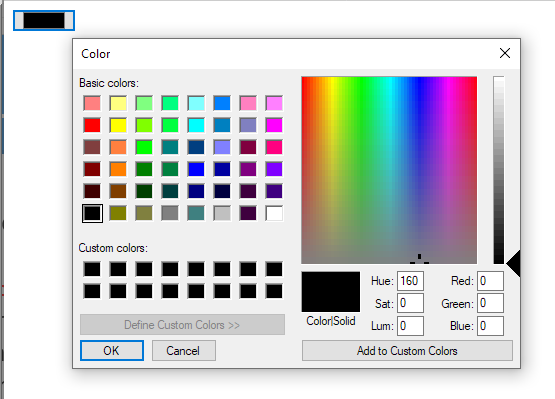 Color
Basic colors:
Custom colors:
Define Custom Colors >>
OK
Cancel
Color|Solid
Hue: 160
Sat: 0
Lum: 0
Red: 0
Green: 0
Blue: 0
Add to Custom Colors